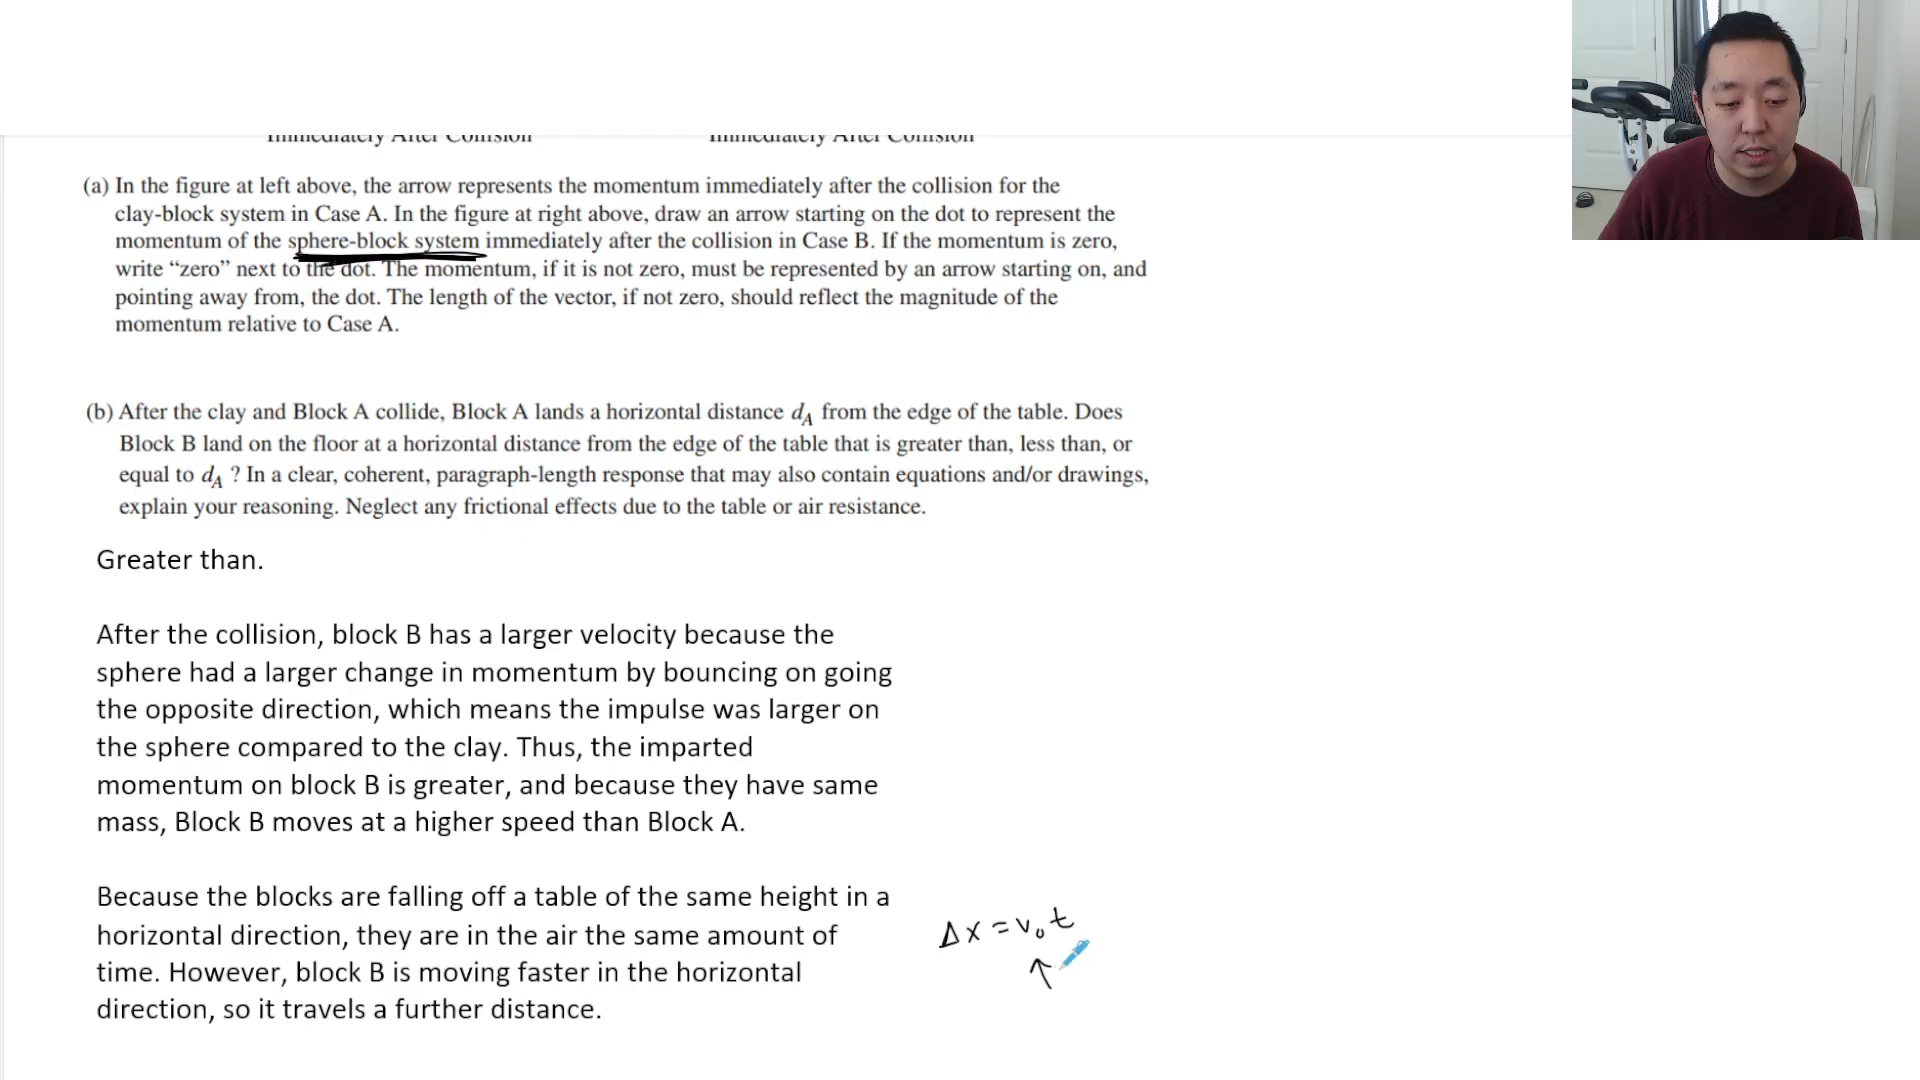 Immediately After Collision Immediately After Collision
(a) In the figure at left above, the arrow represents the momentum immediately after the collision for the
clay-block system in Case A. In the figure at right above, draw an arrow starting on the dot to represent the
momentum of the sphere-block system immediately after the collision in Case B. If the momentum is zero,
write “zero” next to the dot. The momentum, if it is not zero, must be represented by an arrow starting on, and
pointing away from, the dot. The length of the vector, if not zero, should reflect the magnitude of the
momentum relative to Case A.
(b) After the clay and Block A collide, Block A lands a horizontal distance d_A from the edge of the table. Does
Block B land on the floor at a horizontal distance from the edge of the table that is greater than, less than, or
equal to d_A ? In a clear, coherent, paragraph-length response that may also contain equations and/or drawings,
explain your reasoning. Neglect any frictional effects due to the table or air resistance.
Greater than.
After the collision, block B has a larger velocity because the
sphere had a larger change in momentum by bouncing on going
the opposite direction, which means the impulse was larger on
the sphere compared to the clay. Thus, the imparted
momentum on block B is greater, and because they have same
mass, Block B moves at a higher speed than Block A.
Because the blocks are falling off a table of the same height in a
horizontal direction, they are in the air the same amount of
time. However, block B is moving faster in the horizontal
direction, so it travels a further distance.
Δx = v₀t